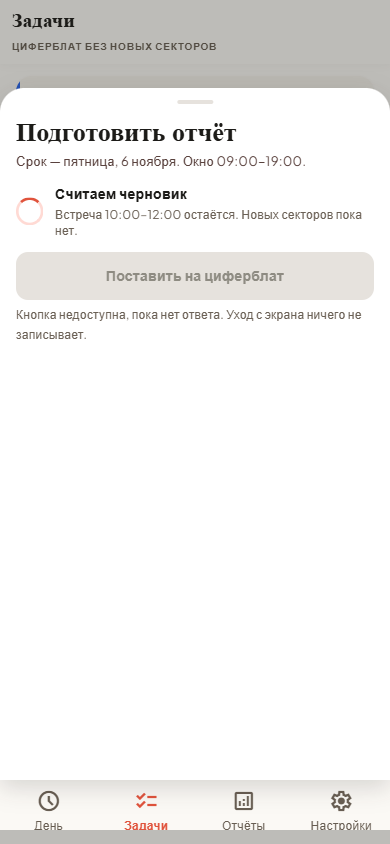 Задачи
ЦИФЕРБЛАТ БЕЗ НОВЫХ СЕКТОРОВ
Подготовить отчёт
Срок — пятница, 6 ноября. Окно 09:00–19:00.
Считаем черновик
Встреча 10:00–12:00 остаётся. Новых секторов пока
нет.
Поставить на циферблат
Кнопка недоступна, пока нет ответа. Уход с экрана ничего не
записывает.
День
Задачи
Отчёты
Настройки